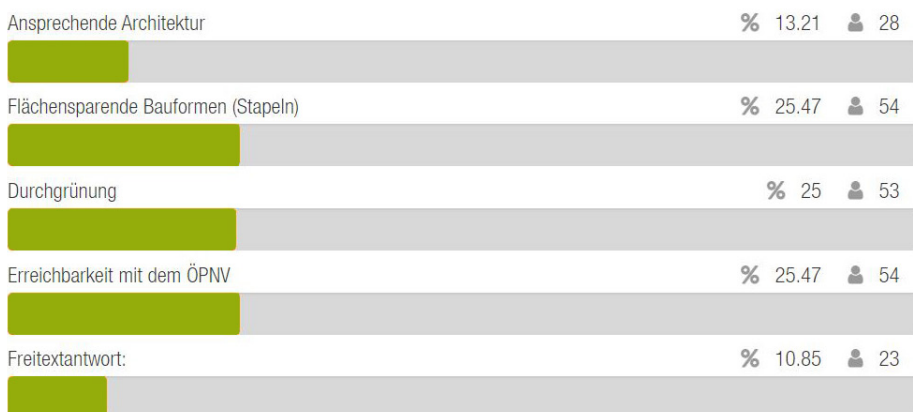 Ansprechende Architektur % 13.21 28
Flächensparende Bauformen (Stapeln) % 25.47 54
Durchgrünung % 25 53
Erreichbarkeit mit dem ÖPNV % 25.47 54
Freitextantwort: % 10.85 23